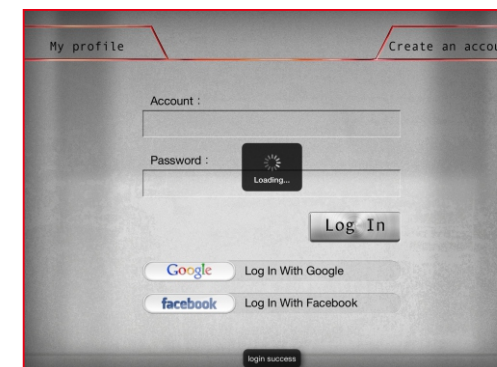 My profile
Create an accou
Account :
Password :
Loading...
Log In
Google Log In With Google
facebook Log In With Facebook
login success